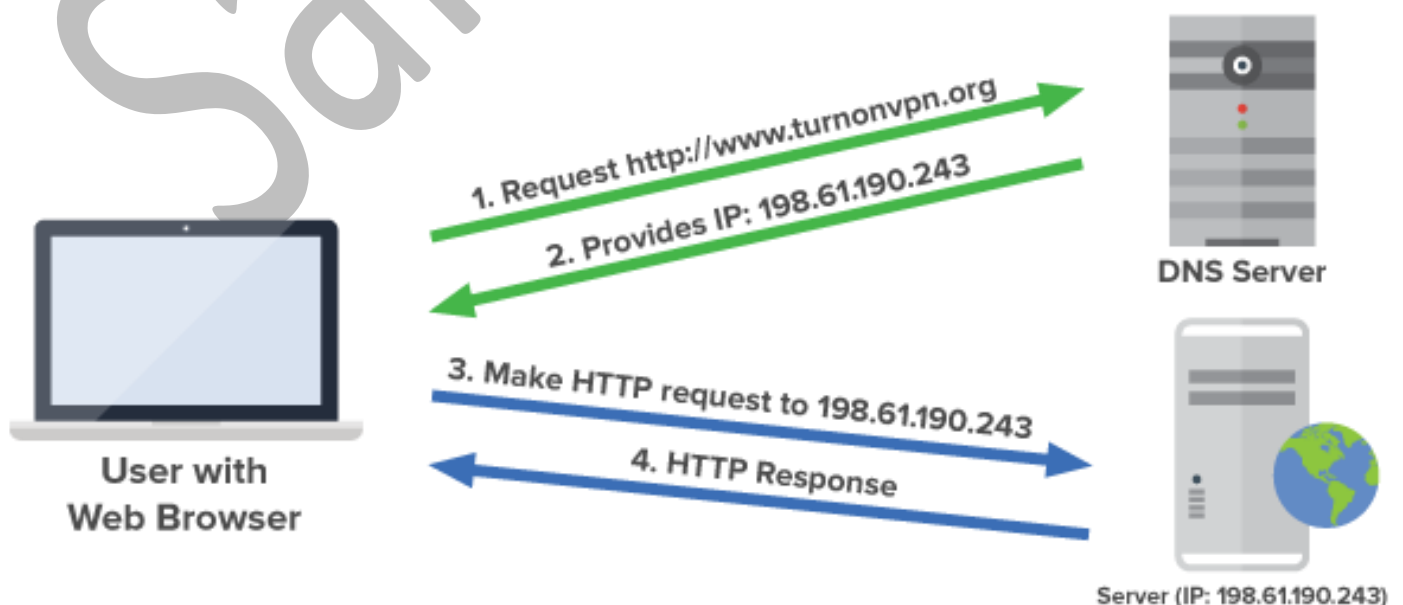 1. Request http://www.turnonvpn.org
2. Provides IP: 198.61.190.243
DNS Server
3. Make HTTP request to 198.61.190.243
4. HTTP Response
User with
Web Browser
Server (IP: 198.61.190.243)